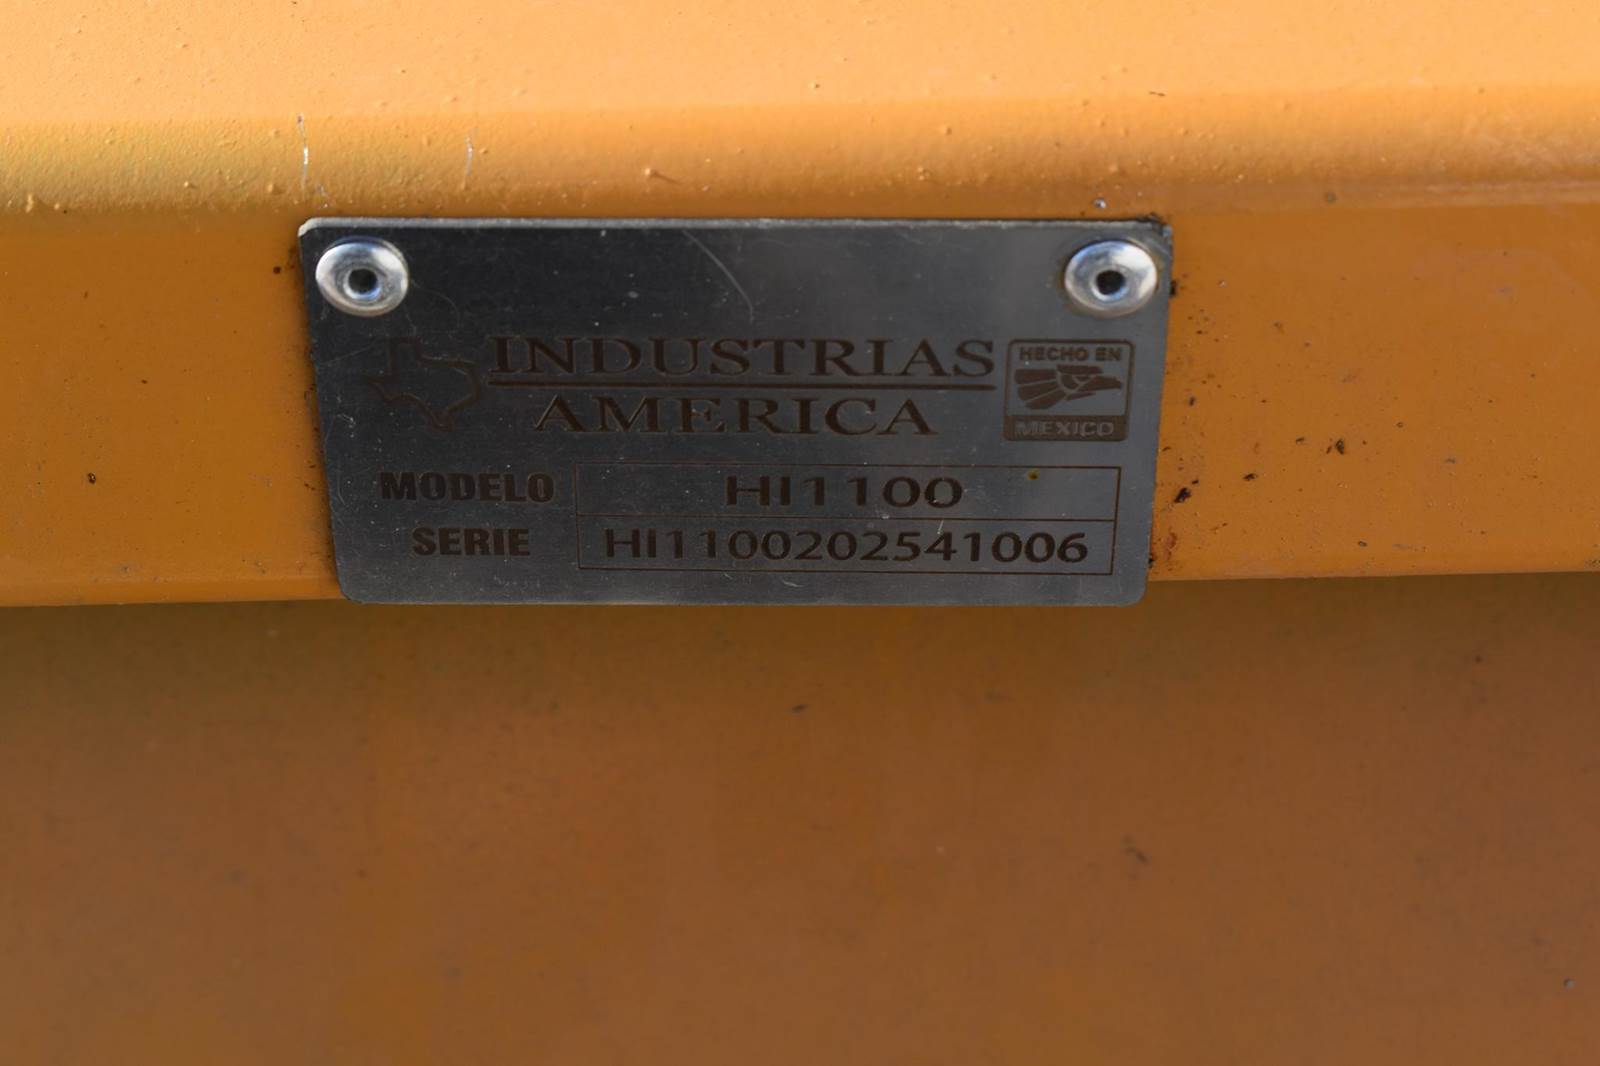 INDUSTRIAS
AMERICA
HECHO EN
MEXICO
MODELO HI1100
SERIE HI1100202541006